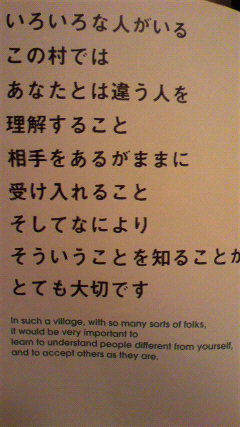 いろいろな人がいる
この村では
あなたとは違う人を
理解すること
相手をあるがままに
受け入れること
そしてなにより
そういうことを知ることが
とても大切です
In such a village, with so many sorts of folks,
it would be very important to
learn to understand people different from yourself,
and to accept others as they are.